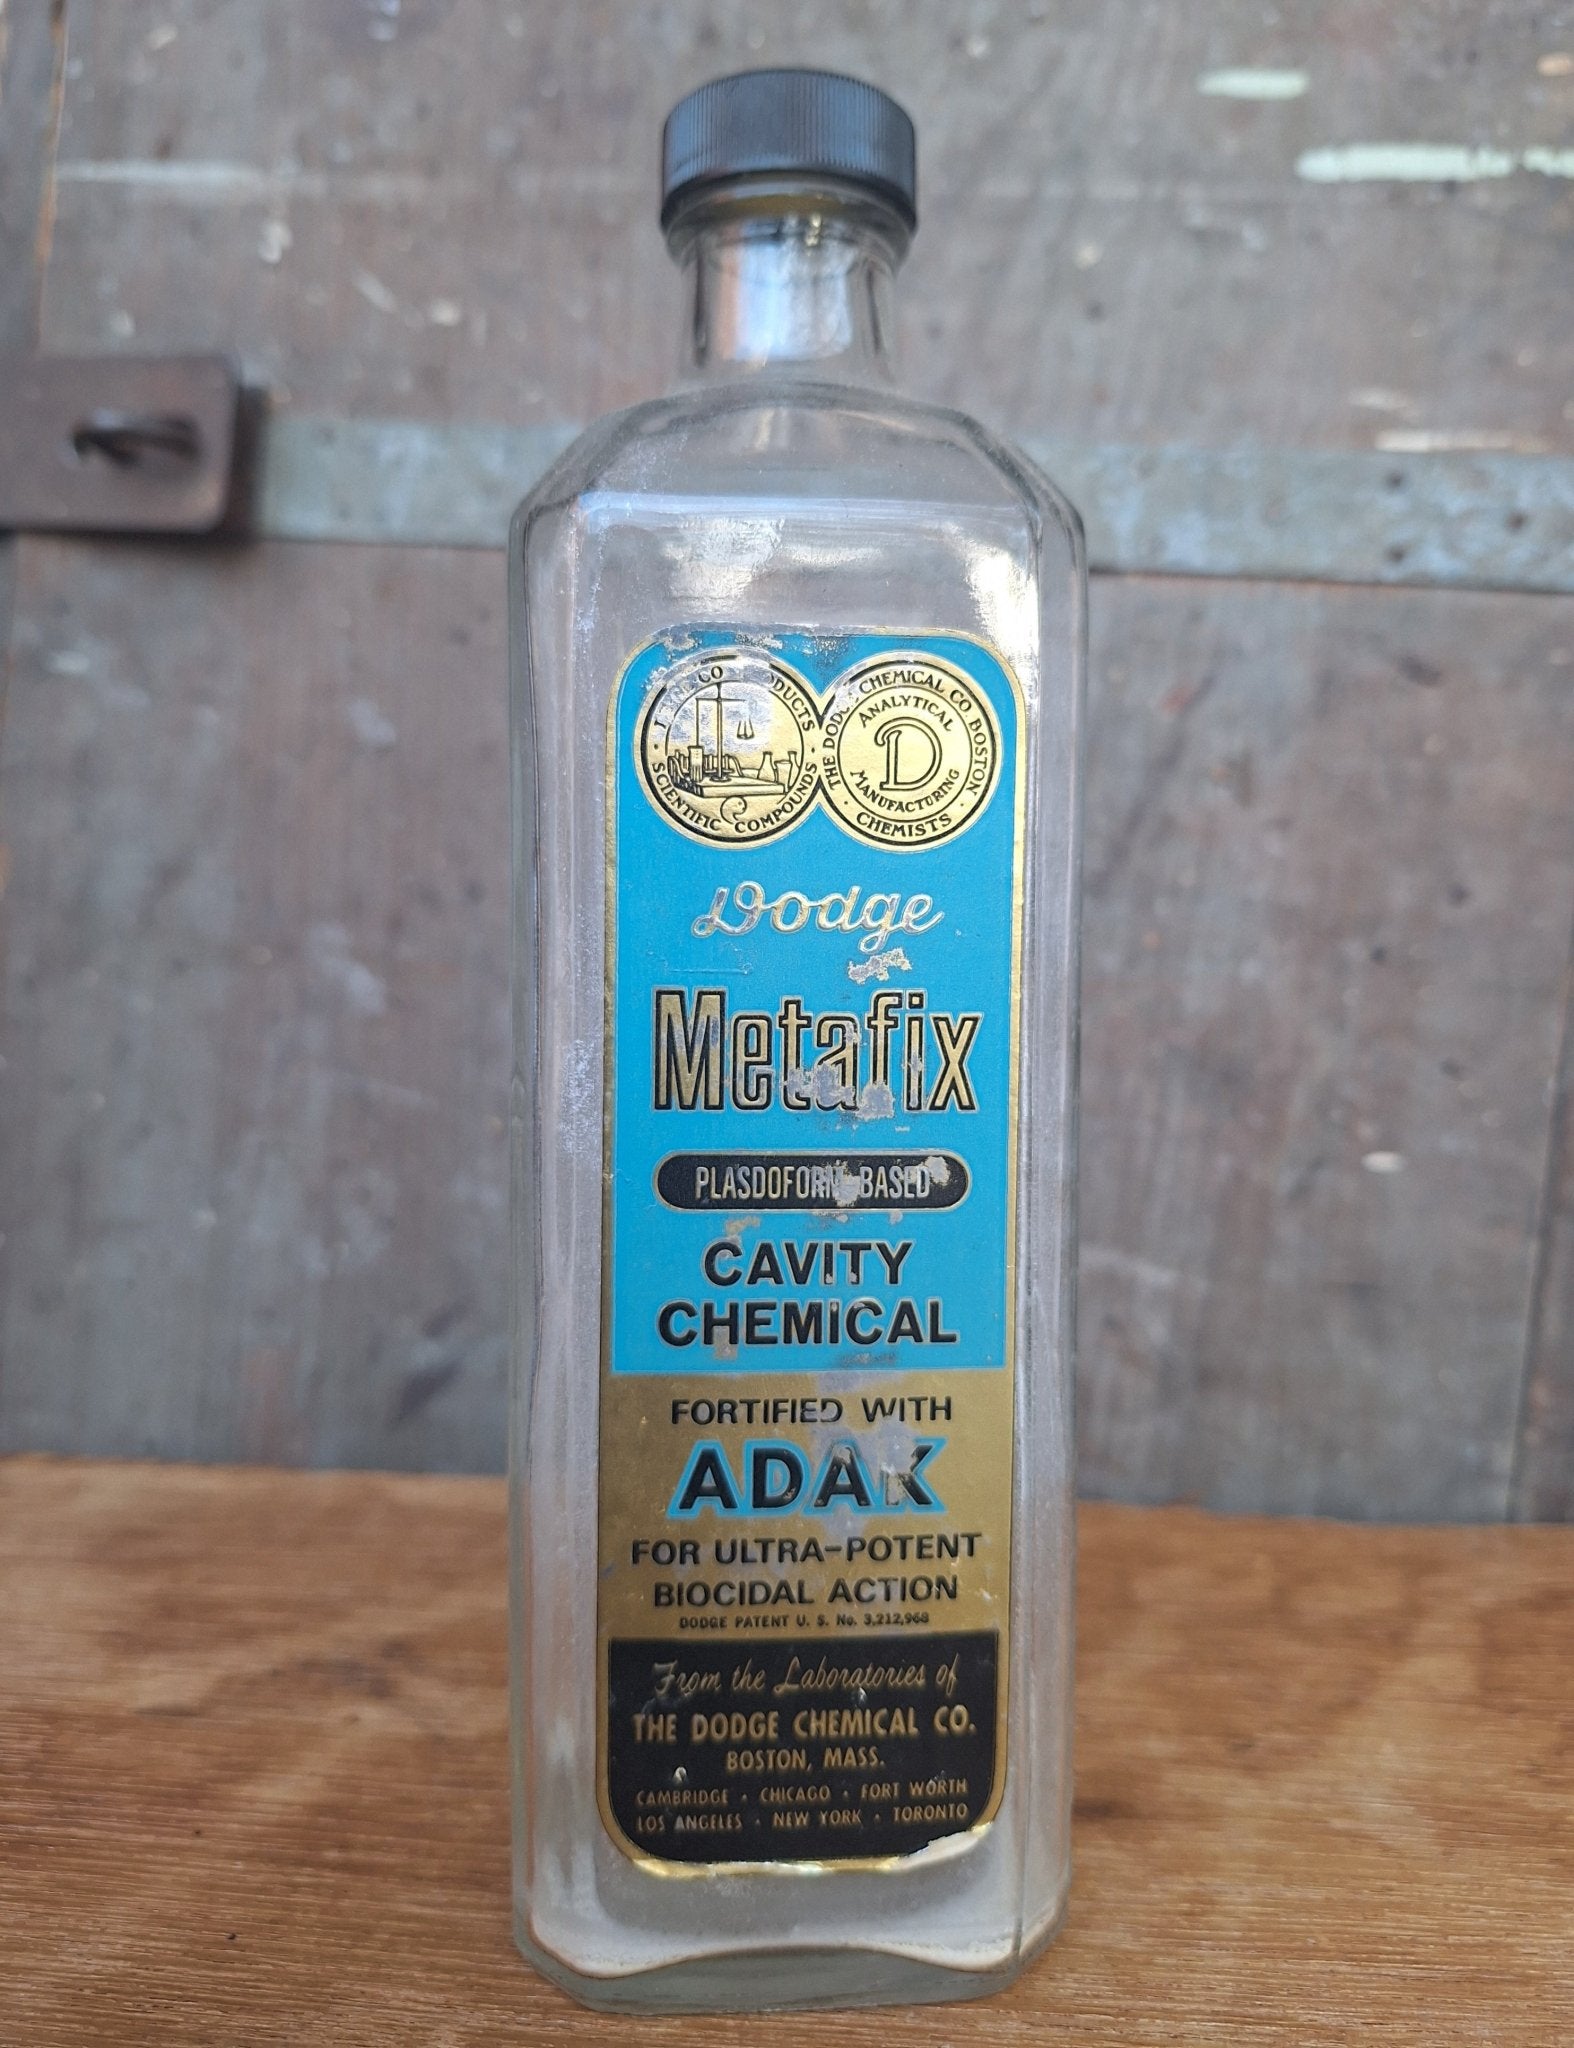 PRODUCTS
SCIENTIFIC COMPOUNDS
THE DODGE CHEMICAL CO. BOSTON
ANALYTICAL
D
MANUFACTURING
CHEMISTS
Dodge
Metafix
PLASDOFORM-BASED
CAVITY
CHEMICAL
FORTIFIED WITH
ADAK
FOR ULTRA-POTENT
BIOCIDAL ACTION
DODGE PATENT U. S. No. 3,212,968
From the Laboratories of
THE DODGE CHEMICAL CO.
BOSTON, MASS.
CAMBRIDGE · CHICAGO · FORT WORTH
LOS ANGELES · NEW YORK · TORONTO